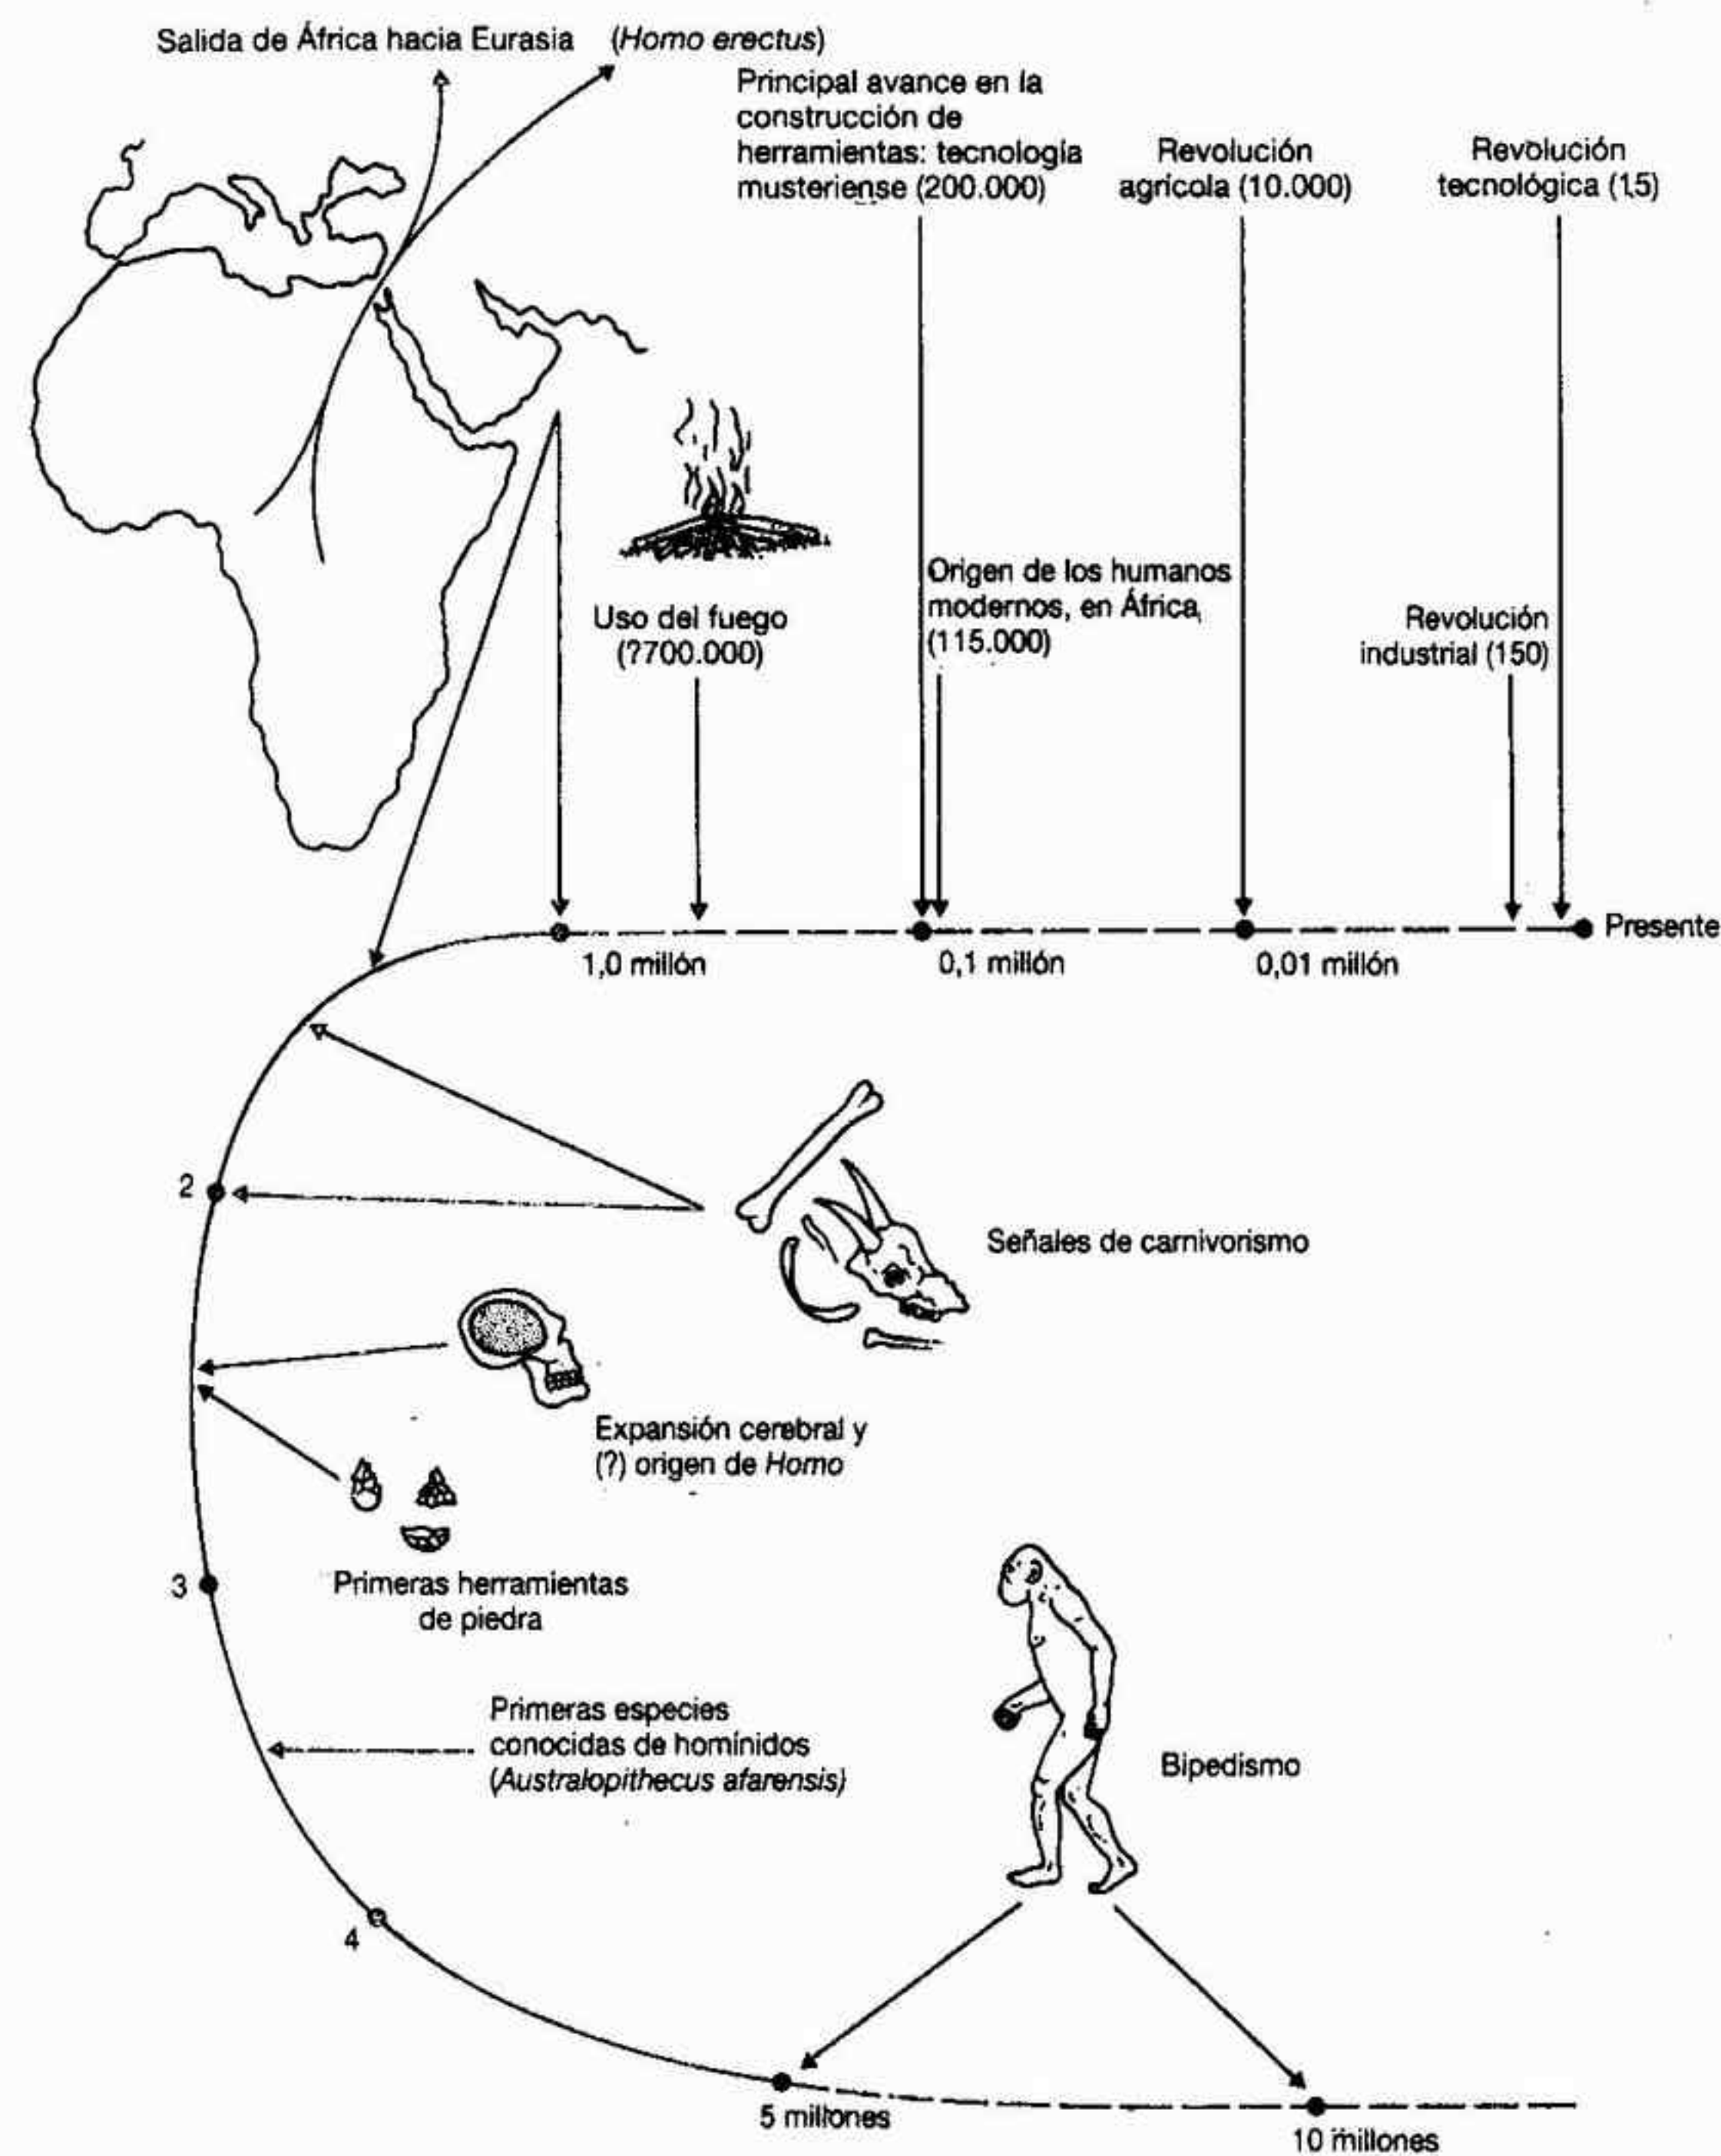 Salida de África hacia Eurasia (Homo erectus)
Principal avance en la
construcción de
herramientas: tecnología
musteriense (200.000)
Revolución
agrícola (10.000)
Revolución
tecnológica (15)
Uso del fuego
(?700.000)
Origen de los humanos
modernos, en África,
(115.000)
Revolución
industrial (150)
Presente
1,0 millón
0,1 millón
0,01 millón
2
Señales de carnivorismo
Expansión cerebral y
(?) origen de Homo
3
Primeras herramientas
de piedra
Primeras especies
conocidas de homínidos
(Australopithecus afarensis)
Bipedismo
4
5 millones
10 millones